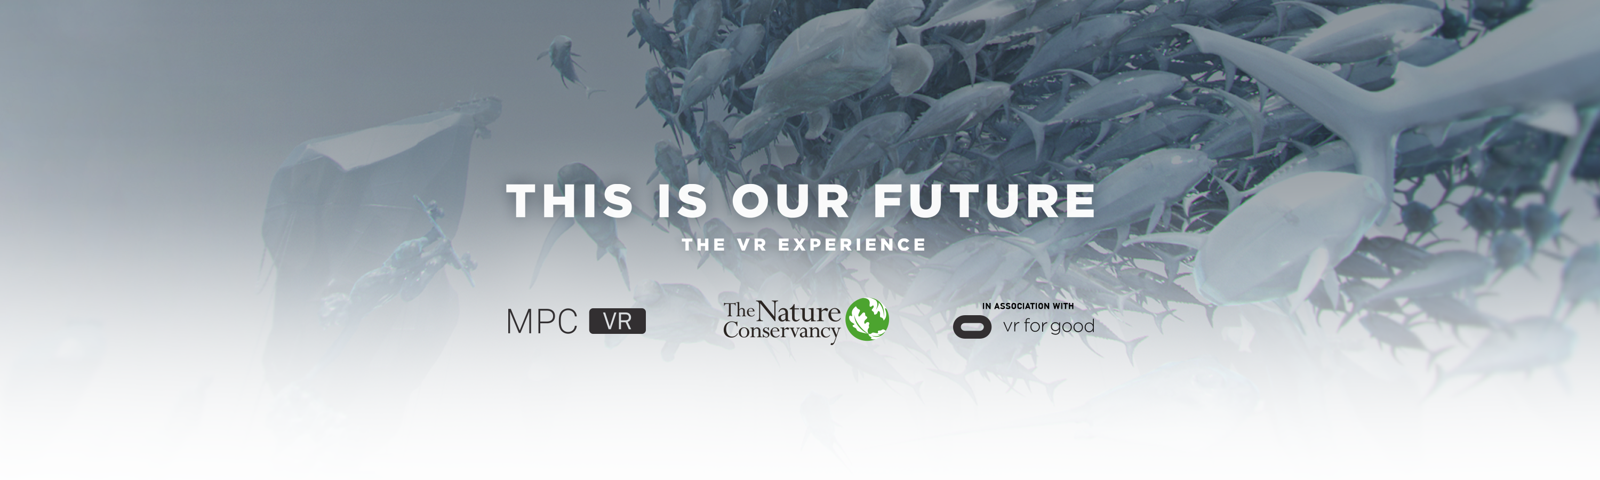 THIS IS OUR FUTURE
THE VR EXPERIENCE
MPC VR
The Nature
Conservancy
IN ASSOCIATION WITH
vr for good